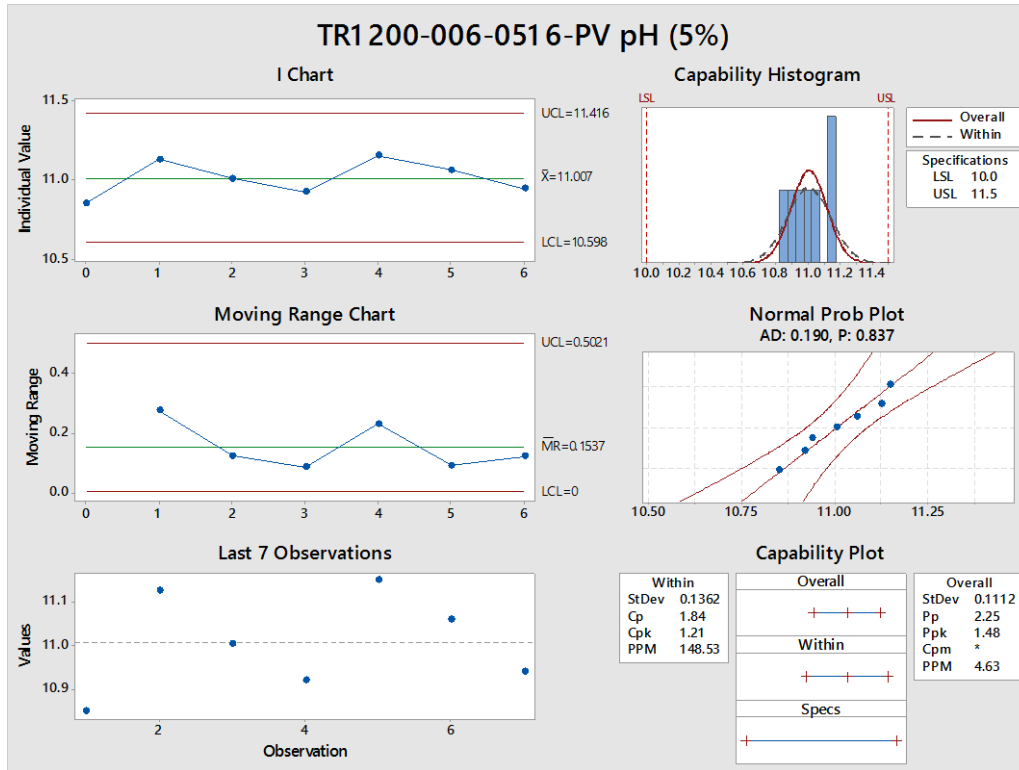 TR1200-006-0516-PV pH (5%)
I Chart
Individual Value
11.5
11.0
10.5
UCL=11.416
X̄=11.007
LCL=10.598
0 1 2 3 4 5 6
Capability Histogram
LSL USL
10.0 10.2 10.4 10.6 10.8 11.0 11.2 11.4
Overall
Within
Specifications
LSL 10.0
USL 11.5
Moving Range Chart
Moving Range
0.4
0.2
0.0
UCL=0.5021
M̅R̅=0.1537
LCL=0
0 1 2 3 4 5 6
Normal Prob Plot
AD: 0.190, P: 0.837
10.50 10.75 11.00 11.25
Last 7 Observations
Values
11.1
11.0
10.9
2 4 6
Observation
Capability Plot
Within
StDev 0.1362
Cp 1.84
Cpk 1.21
PPM 148.53
Overall
Within
Specs
Overall
StDev 0.1112
Pp 2.25
Ppk 1.48
Cpm *
PPM 4.63